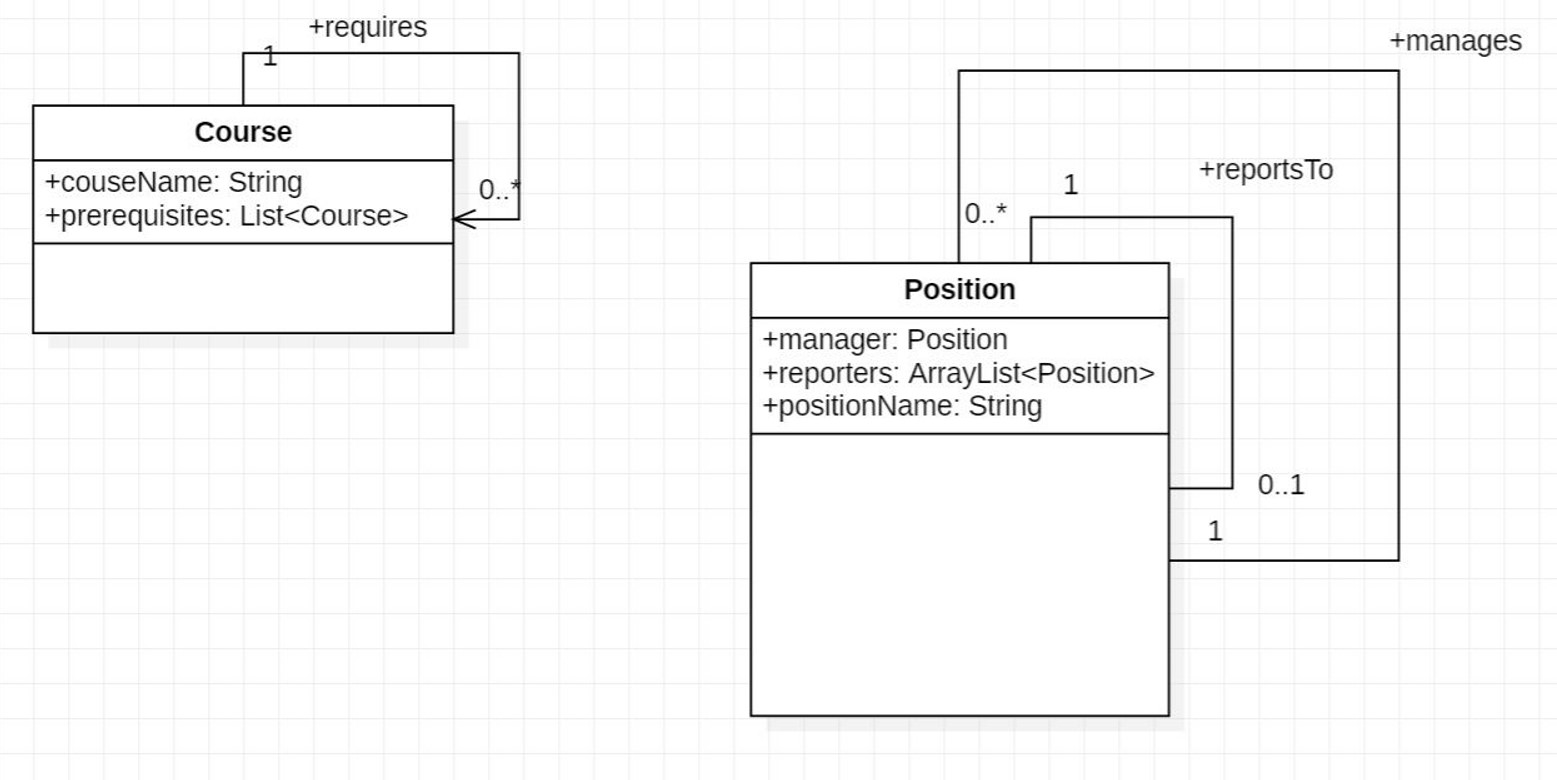 +requires
1
Course
+couseName: String
+prerequisites: List<Course>
0..*
+manages
+reportsTo
1
0..*
Position
+manager: Position
+reporters: ArrayList<Position>
+positionName: String
0..1
1